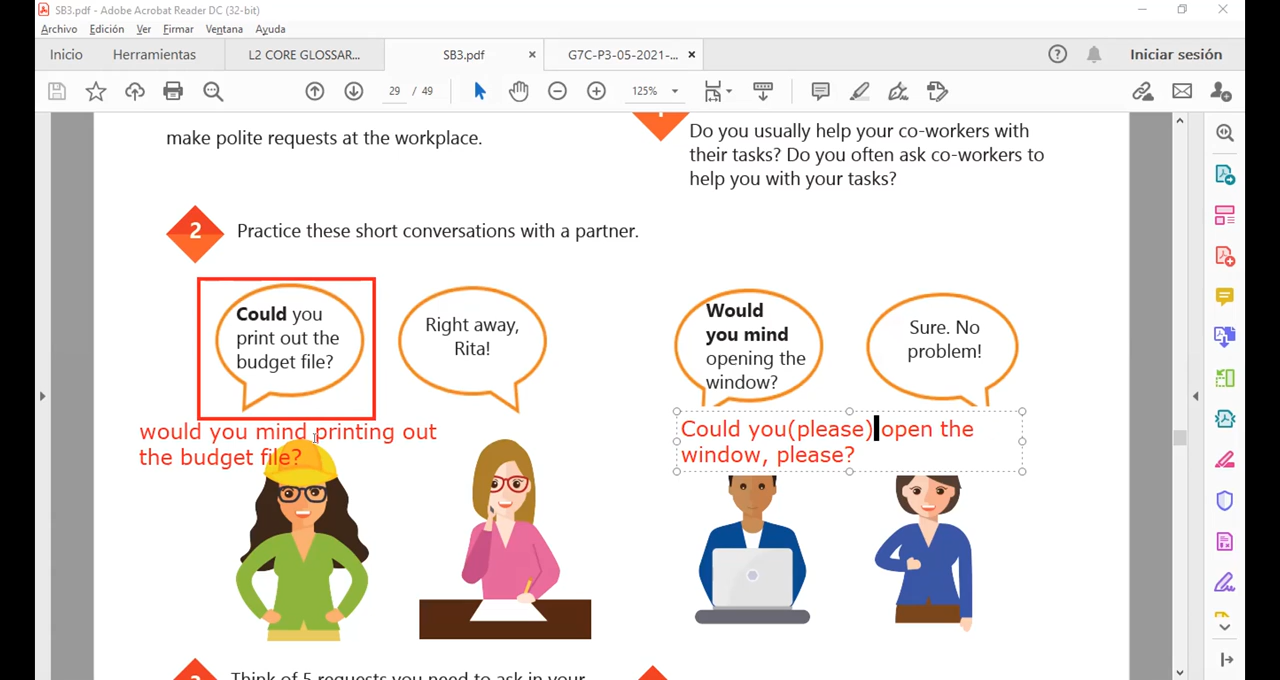 SB3.pdf - Adobe Acrobat Reader DC (32-bit)
Archivo Edición Ver Firmar Ventana Ayuda
Inicio Herramientas L2 CORE GLOSSAR... SB3.pdf × G7C-P3-05-2021-... × Iniciar sesión
29 / 49 125%
make polite requests at the workplace.
Do you usually help your co-workers with
their tasks? Do you often ask co-workers to
help you with your tasks?
2 Practice these short conversations with a partner.
Could you
print out the
budget file?
Right away,
Rita!
Would
you mind
opening the
window?
Sure. No
problem!
would you mind printing out
the budget file?
Could you(please) open the
window, please?
Think of 5 requests you need to ask in your